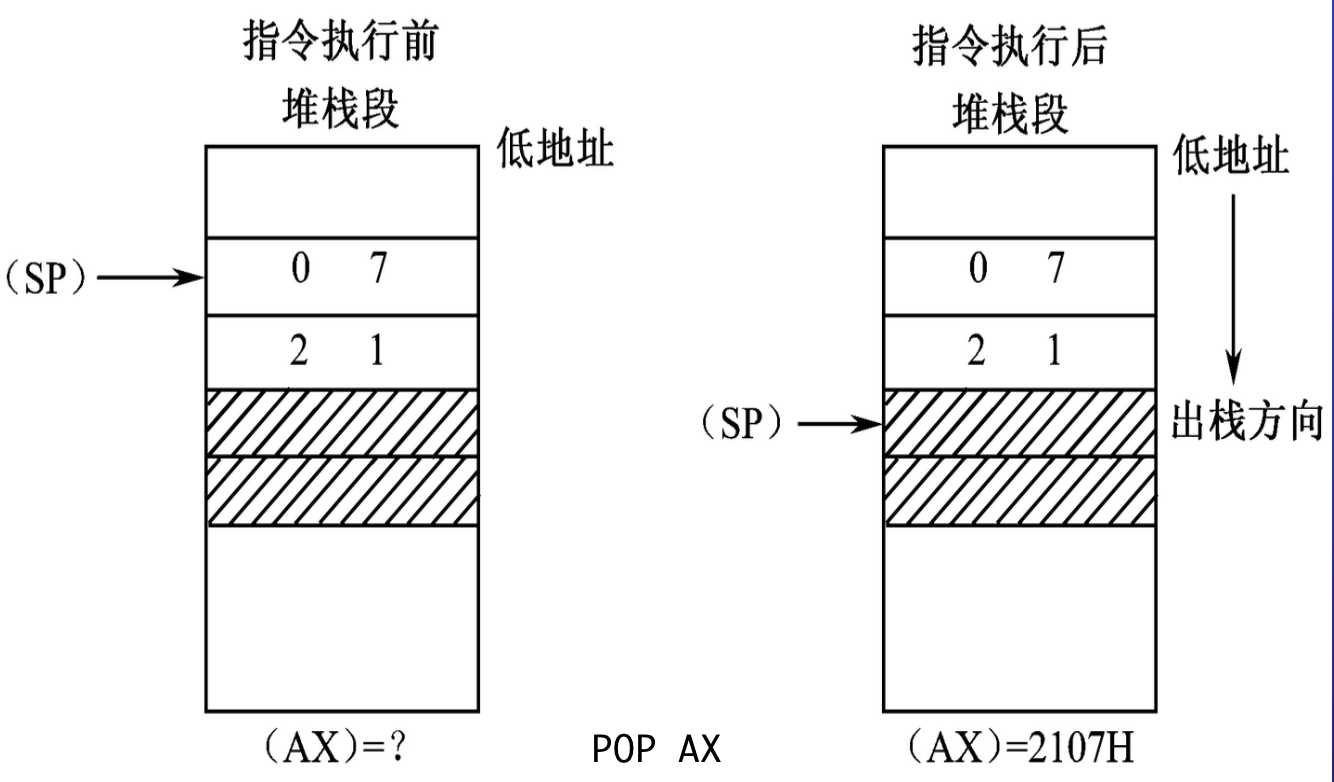 指令执行前
堆栈段
低地址
(SP)
0 7
2 1
(AX)=?
POP AX
指令执行后
堆栈段
低地址
0 7
2 1
(SP)
出栈方向
(AX)=2107H